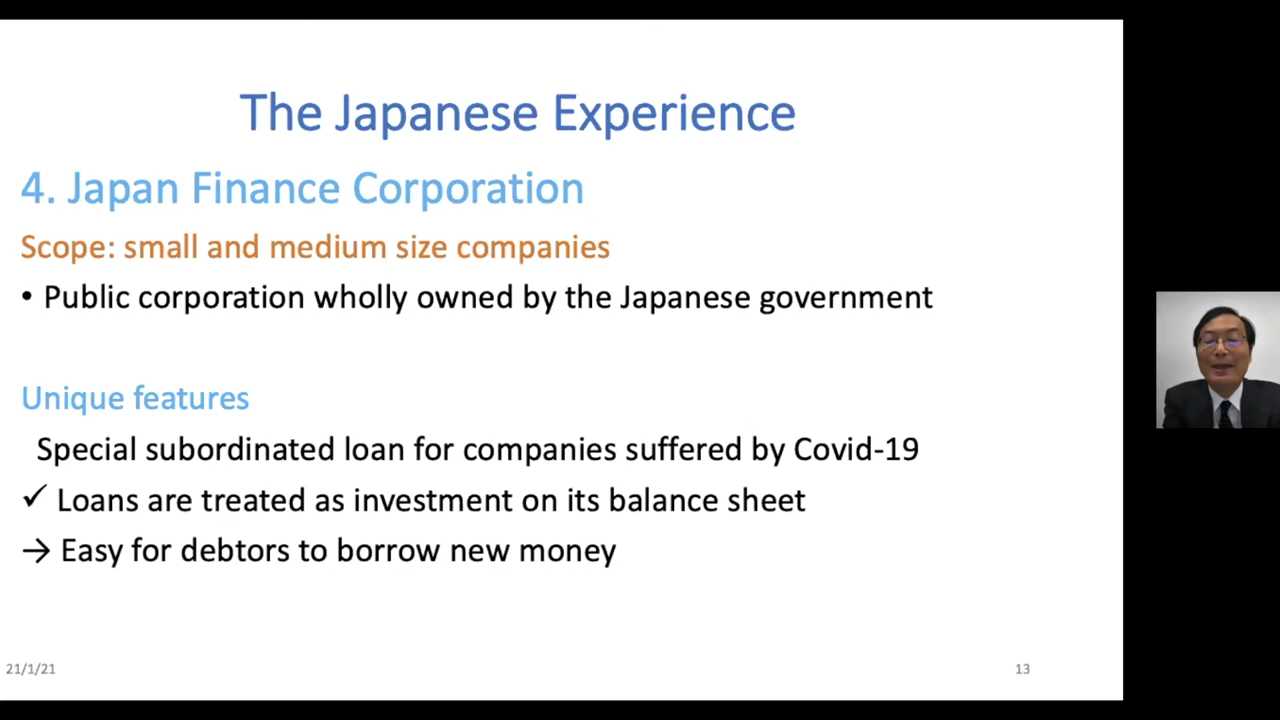 The Japanese Experience
4. Japan Finance Corporation
Scope: small and medium size companies
• Public corporation wholly owned by the Japanese government
Unique features
Special subordinated loan for companies suffered by Covid-19
✓ Loans are treated as investment on its balance sheet
→ Easy for debtors to borrow new money
21/1/21
13